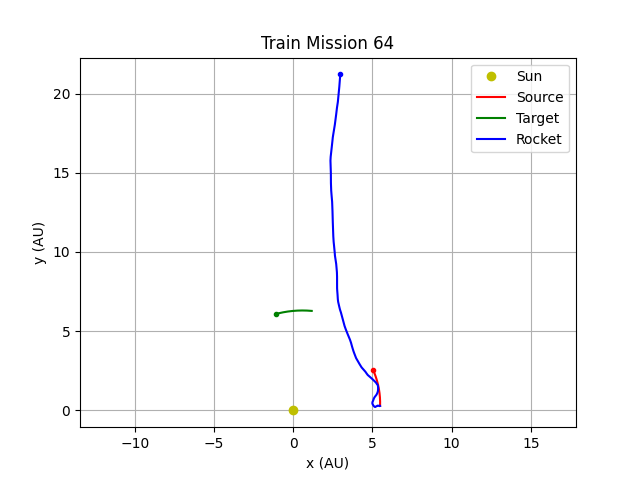 Train Mission 64
Sun
Source
Target
Rocket
20
15
10
5
0
y (AU)
−10
−5
0
5
10
15
x (AU)